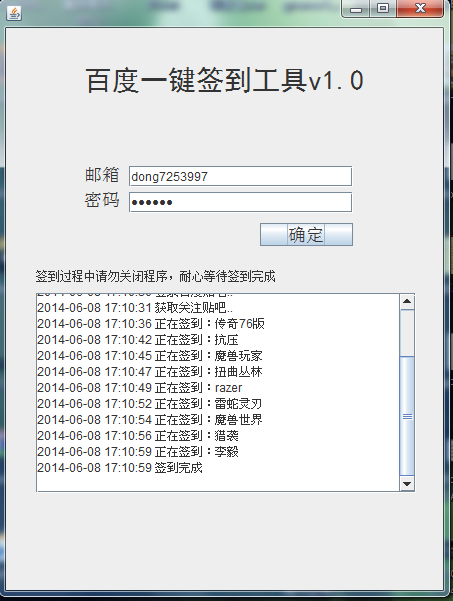 百度一键签到工具v1.0
邮箱 dong7253997
密码 ●●●●●●
确定
签到过程中请勿关闭程序，耐心等待签到完成
2014-06-08 17:10:31 获取关注贴吧..
2014-06-08 17:10:36 正在签到：传奇76版
2014-06-08 17:10:42 正在签到：抗压
2014-06-08 17:10:45 正在签到：魔兽玩家
2014-06-08 17:10:47 正在签到：扭曲丛林
2014-06-08 17:10:49 正在签到：razer
2014-06-08 17:10:52 正在签到：雷蛇灵刃
2014-06-08 17:10:54 正在签到：魔兽世界
2014-06-08 17:10:56 正在签到：猎袭
2014-06-08 17:10:59 正在签到：李毅
2014-06-08 17:10:59 签到完成